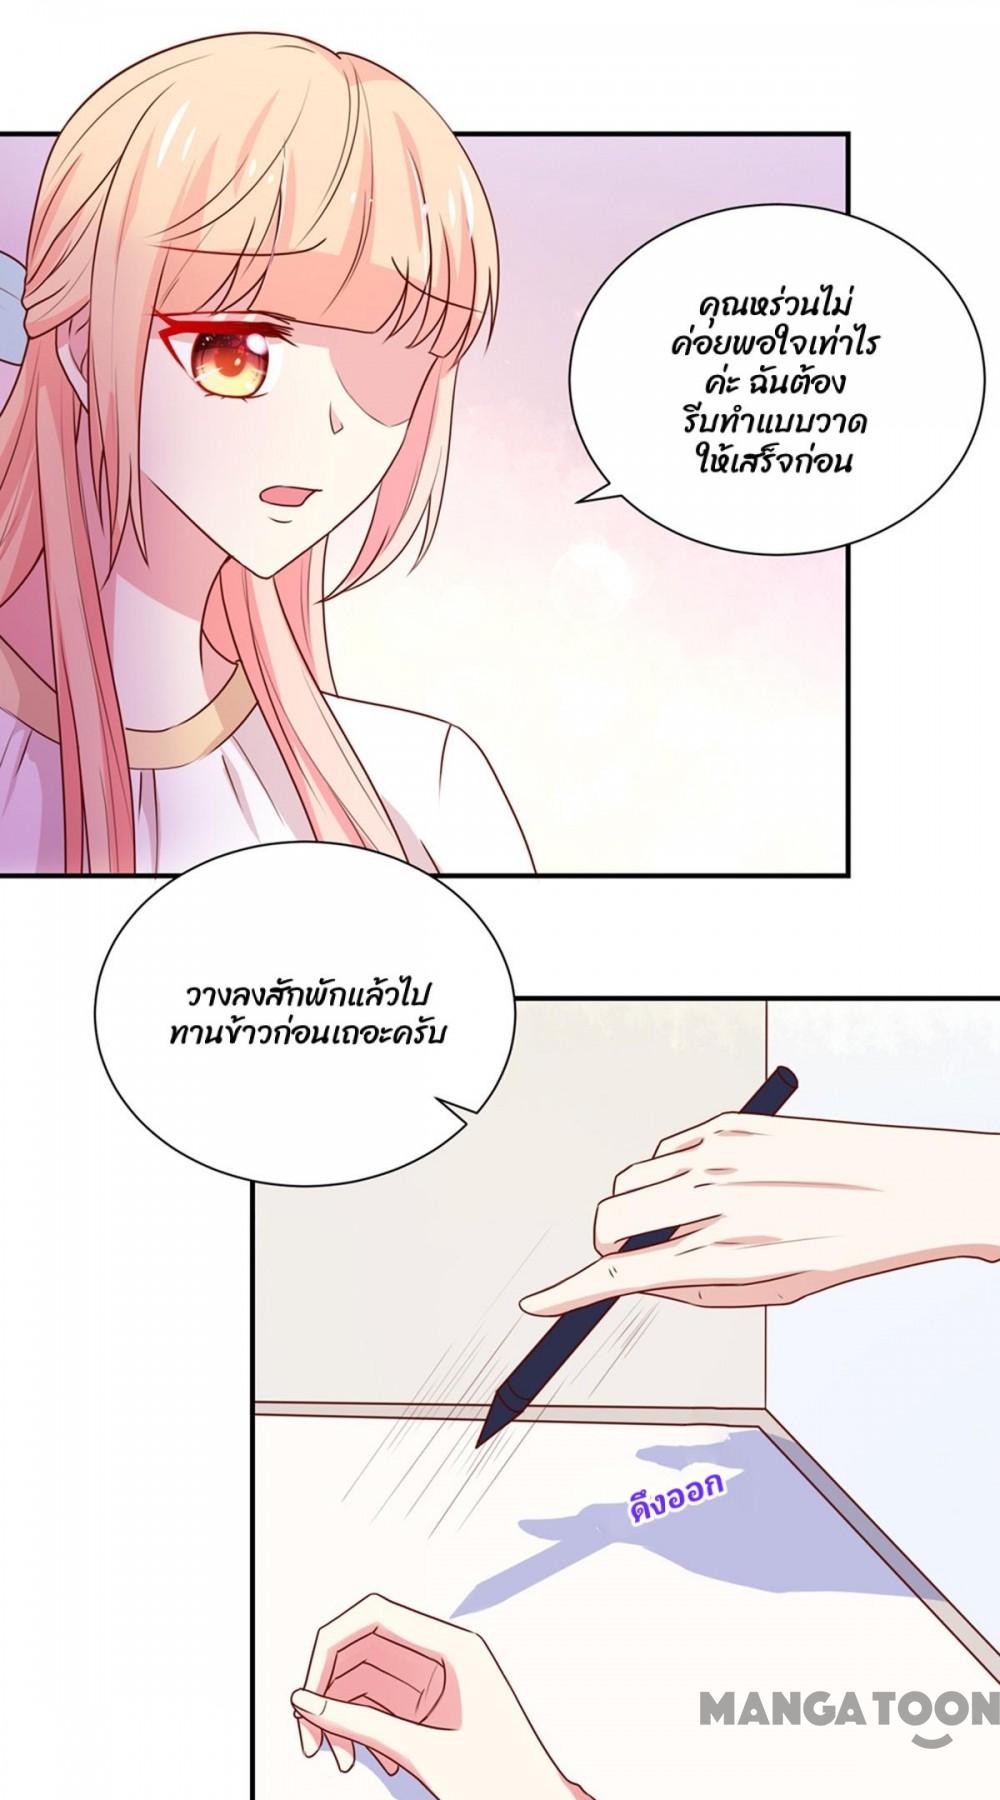 คุณหร่วนไม่
ค่อยพอใจเท่าไร
ค่ะ ฉันต้อง
รีบทำแบบวาด
ให้เสร็จก่อน
วางลงสักพักแล้วไป
ทานข้าวก่อนเถอะครับ
ดึงออก
MANGATOON